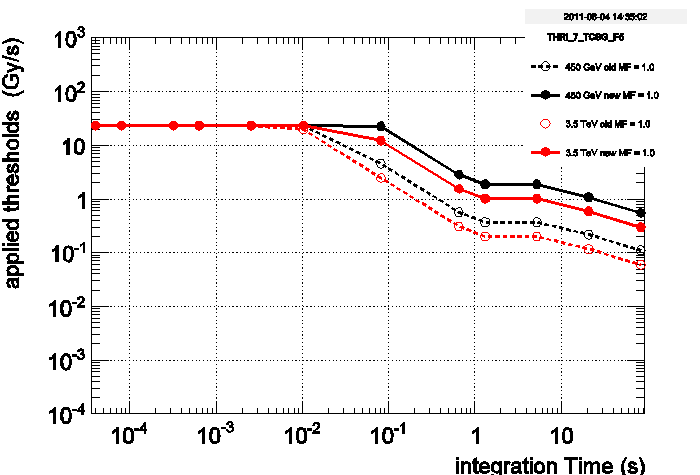 2011-08-04 14:35:02
THRI_7_TCSG_IF5
450 GeV old MF = 1.0
450 GeV new MF = 1.0
3.5 TeV old MF = 1.0
3.5 TeV new MF = 1.0
applied thresholds (Gy/s)
10³
10²
10
1
10⁻¹
10⁻²
10⁻³
10⁻⁴
10⁻⁴
10⁻³
10⁻²
10⁻¹
1
10
integration Time (s)